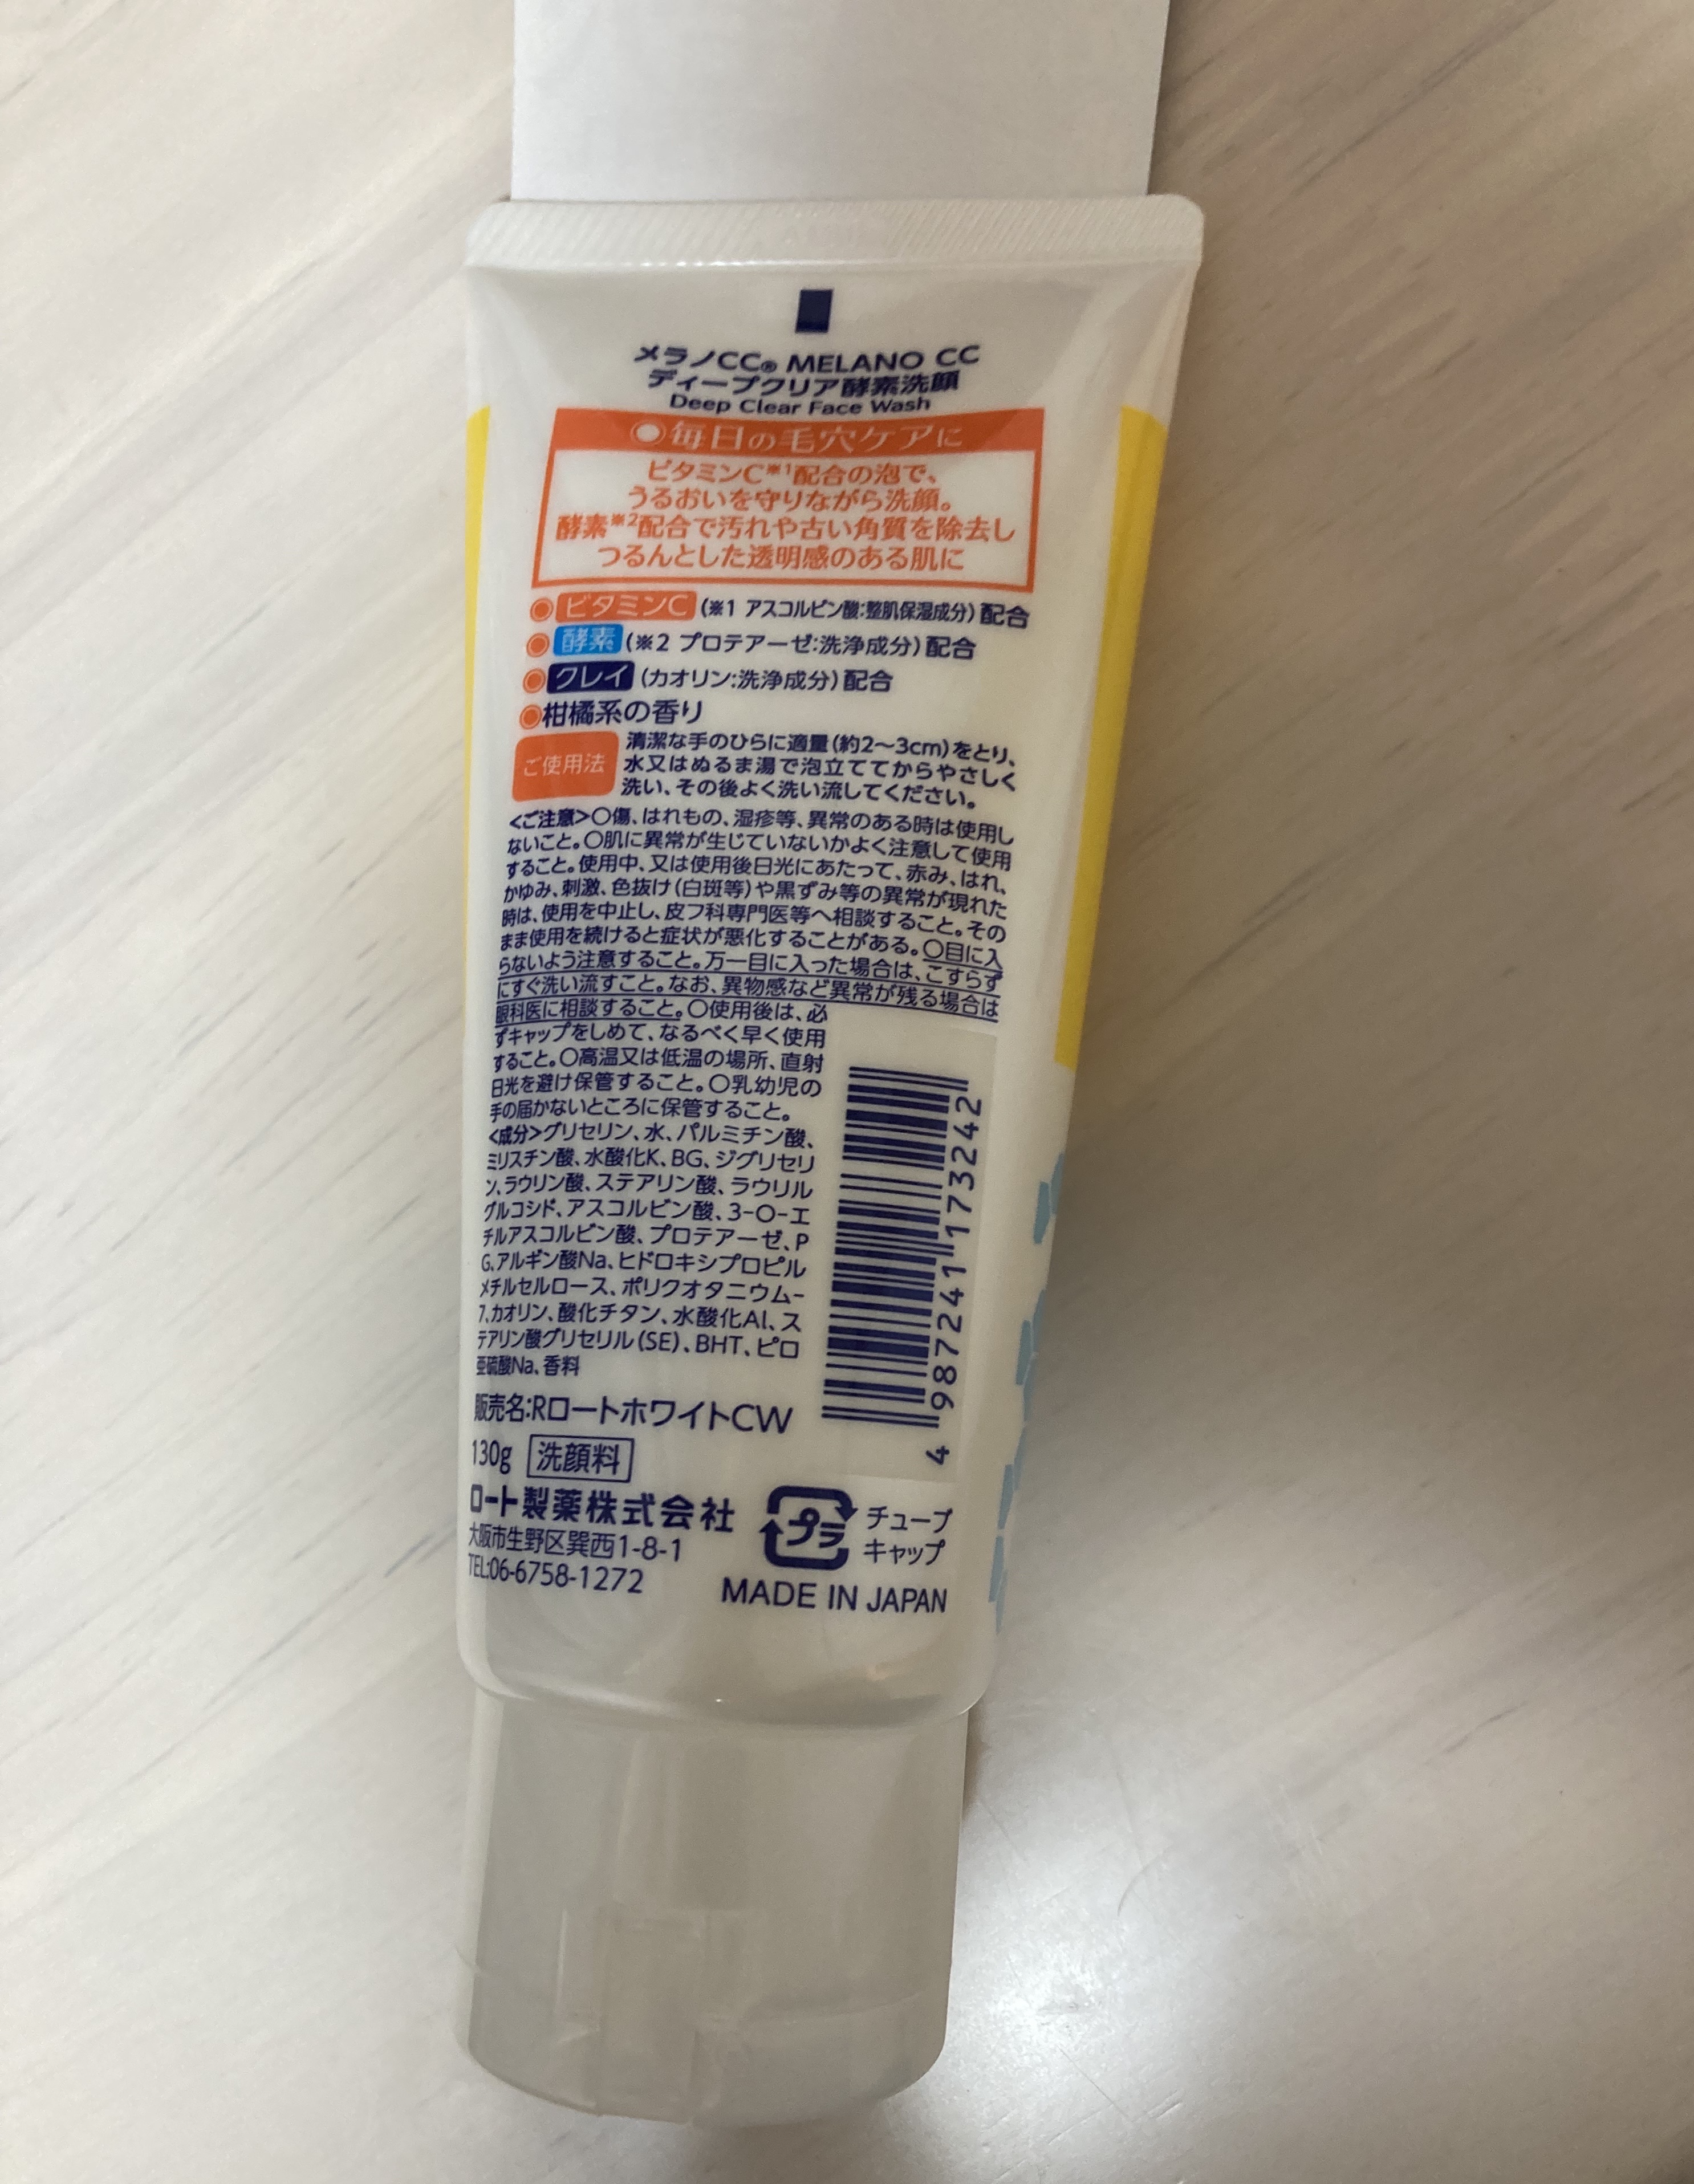 メラノCC® MELANO CC
ディープクリア酵素洗顔
Deep Clear Face Wash
毎日の毛穴ケアに
ビタミンC※1配合の泡で、
うるおいを守りながら洗顔。
酵素※2配合で汚れや古い角質を除去し
つるんとした透明感のある肌に
ビタミンC (※1 アスコルビン酸:整肌保湿成分) 配合
酵素 (※2 プロテアーゼ:洗浄成分) 配合
クレイ (カオリン:洗浄成分) 配合
柑橘系の香り
ご使用法
清潔な手のひらに適量(約2〜3cm)をとり、
水又はぬるま湯で泡立ててからやさしく
洗い、その後よく洗い流してください。
<ご注意>○傷、はれもの、湿疹等、異常のある時は使用し
ないこと。○肌に異常が生じていないかよく注意して使用
すること。使用中、又は使用後日光にあたって、赤み、はれ、
かゆみ、刺激、色抜け(白斑等)や黒ずみ等の異常が現れた
時は、使用を中止し、皮フ科専門医等へ相談すること。その
まま使用を続けると症状が悪化することがある。○目に入
らないよう注意すること。万一目に入った場合は、こすらず
にすぐ洗い流すこと。なお、異物感など異常が残る場合は
眼科医に相談すること。○使用後は、必
ずキャップをしめて、なるべく早く使用
すること。○高温又は低温の場所、直射
日光を避け保管すること。○乳幼児の
手の届かないところに保管すること。
<成分>グリセリン、水、パルミチン酸、
ミリスチン酸、水酸化K、BG、ジグリセリ
ン、ラウリン酸、ステアリン酸、ラウリル
グルコシド、アスコルビン酸、3-O-エ
チルアスコルビン酸、プロテアーゼ、P
G、アルギン酸Na、ヒドロキシプロピル
メチルセルロース、ポリクオタニウム-
7、カオリン、酸化チタン、水酸化Al、ス
テアリン酸グリセリル(SE)、BHT、ピロ
亜硫酸Na、香料
4 987241 173242
販売名:RロートホワイトCW
130g 洗顔料
ロート製薬株式会社
大阪市生野区巽西1-8-1
TEL:06-6758-1272
プラ
チューブ
キャップ
MADE IN JAPAN